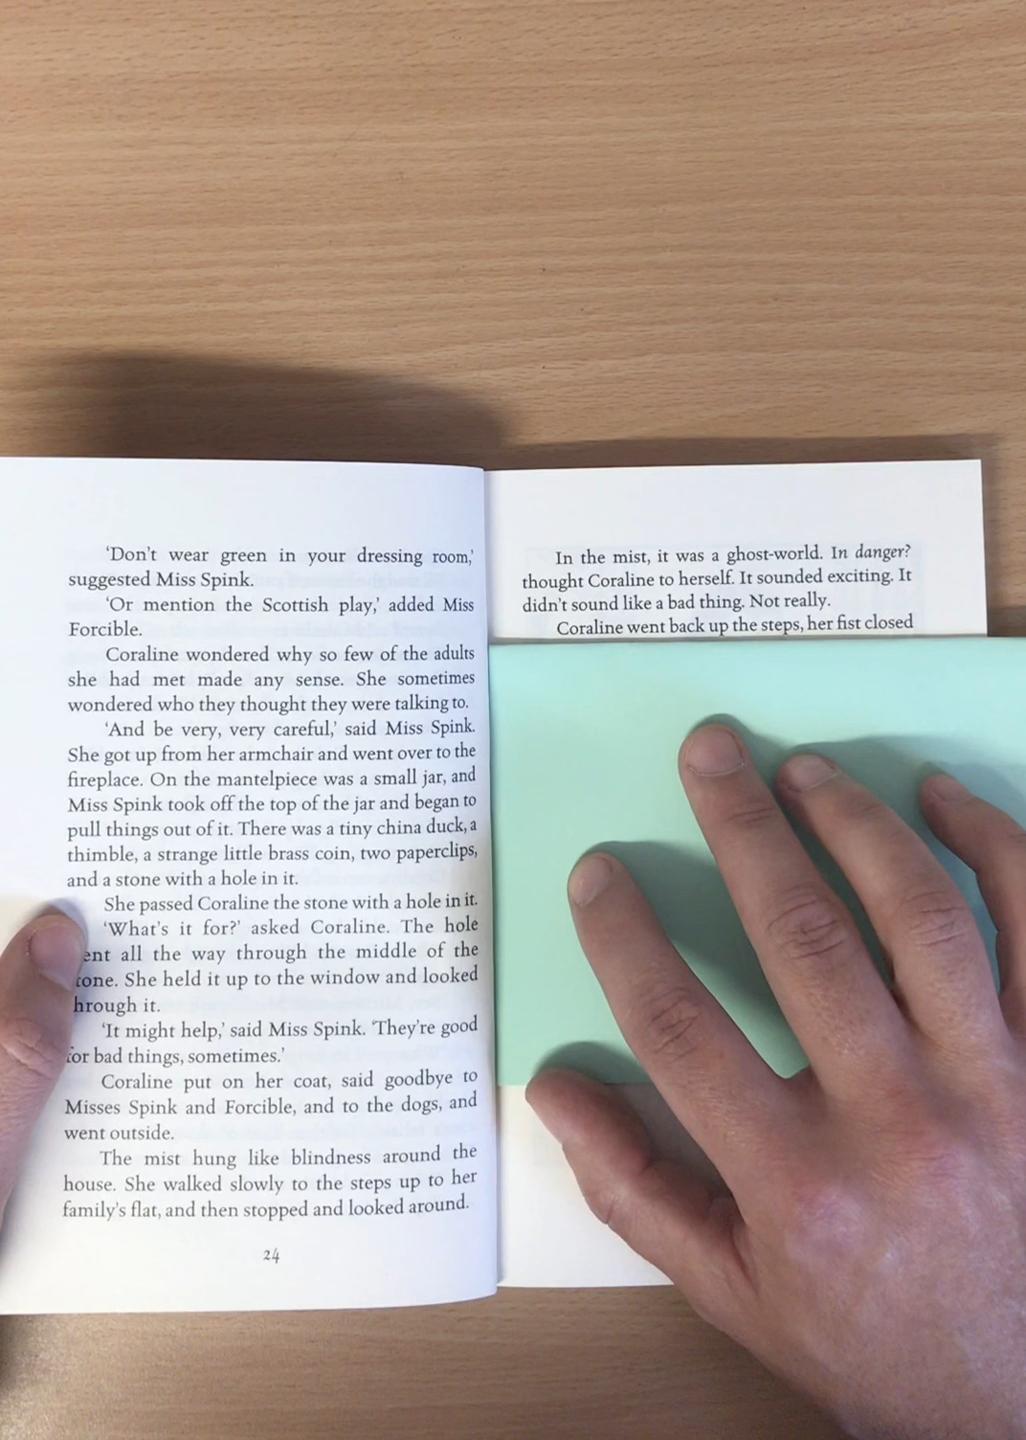 ‘Don’t wear green in your dressing room,’
suggested Miss Spink.
‘Or mention the Scottish play,’ added Miss
Forcible.
Coraline wondered why so few of the adults
she had met made any sense. She sometimes
wondered who they thought they were talking to.
‘And be very, very careful,’ said Miss Spink.
She got up from her armchair and went over to the
fireplace. On the mantelpiece was a small jar, and
Miss Spink took off the top of the jar and began to
pull things out of it. There was a tiny china duck, a
thimble, a strange little brass coin, two paperclips,
and a stone with a hole in it.
She passed Coraline the stone with a hole in it.
‘What’s it for?’ asked Coraline. The hole
ent all the way through the middle of the
tone. She held it up to the window and looked
hrough it.
‘It might help,’ said Miss Spink. ‘They’re good
for bad things, sometimes.’
Coraline put on her coat, said goodbye to
Misses Spink and Forcible, and to the dogs, and
went outside.
The mist hung like blindness around the
house. She walked slowly to the steps up to her
family’s flat, and then stopped and looked around.
24
In the mist, it was a ghost-world. In danger?
thought Coraline to herself. It sounded exciting. It
didn’t sound like a bad thing. Not really.
Coraline went back up the steps, her fist closed